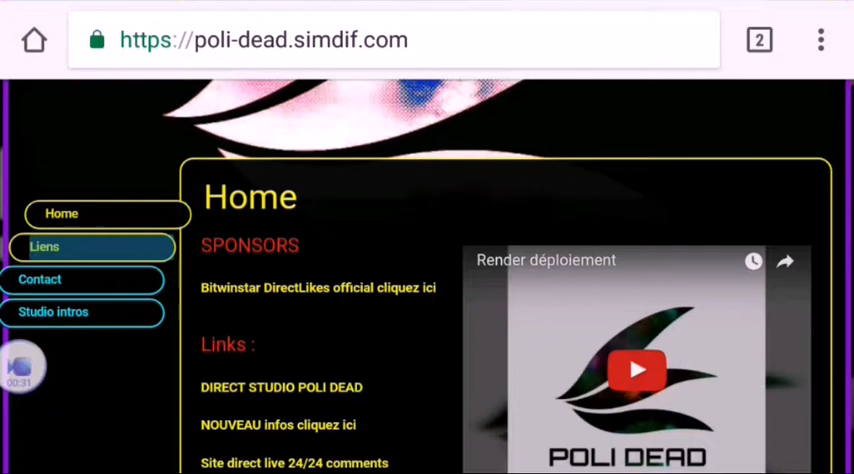 https://poli-dead.simdif.com
2
Home
Home
SPONSORS
Liens
Render déploiement
Contact
Bitwinstar DirectLikes official cliquez ici
Studio intros
Links :
00:31
DIRECT STUDIO POLI DEAD
NOUVEAU infos cliquez ici
POLI DEAD
Site direct live 24/24 comments